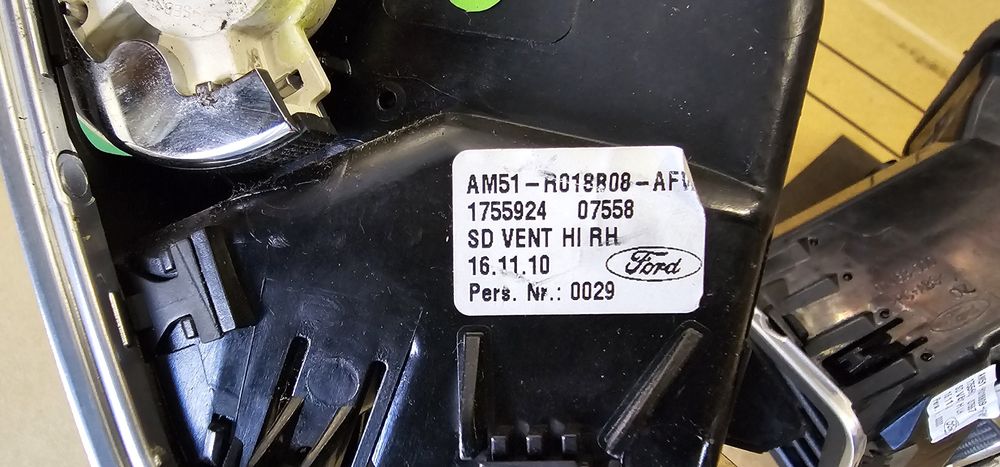 AM51-R018B08-AFW
1755924 07558
SD VENT HI RH
16.11.10
Ford
Pers. Nr.: 0029